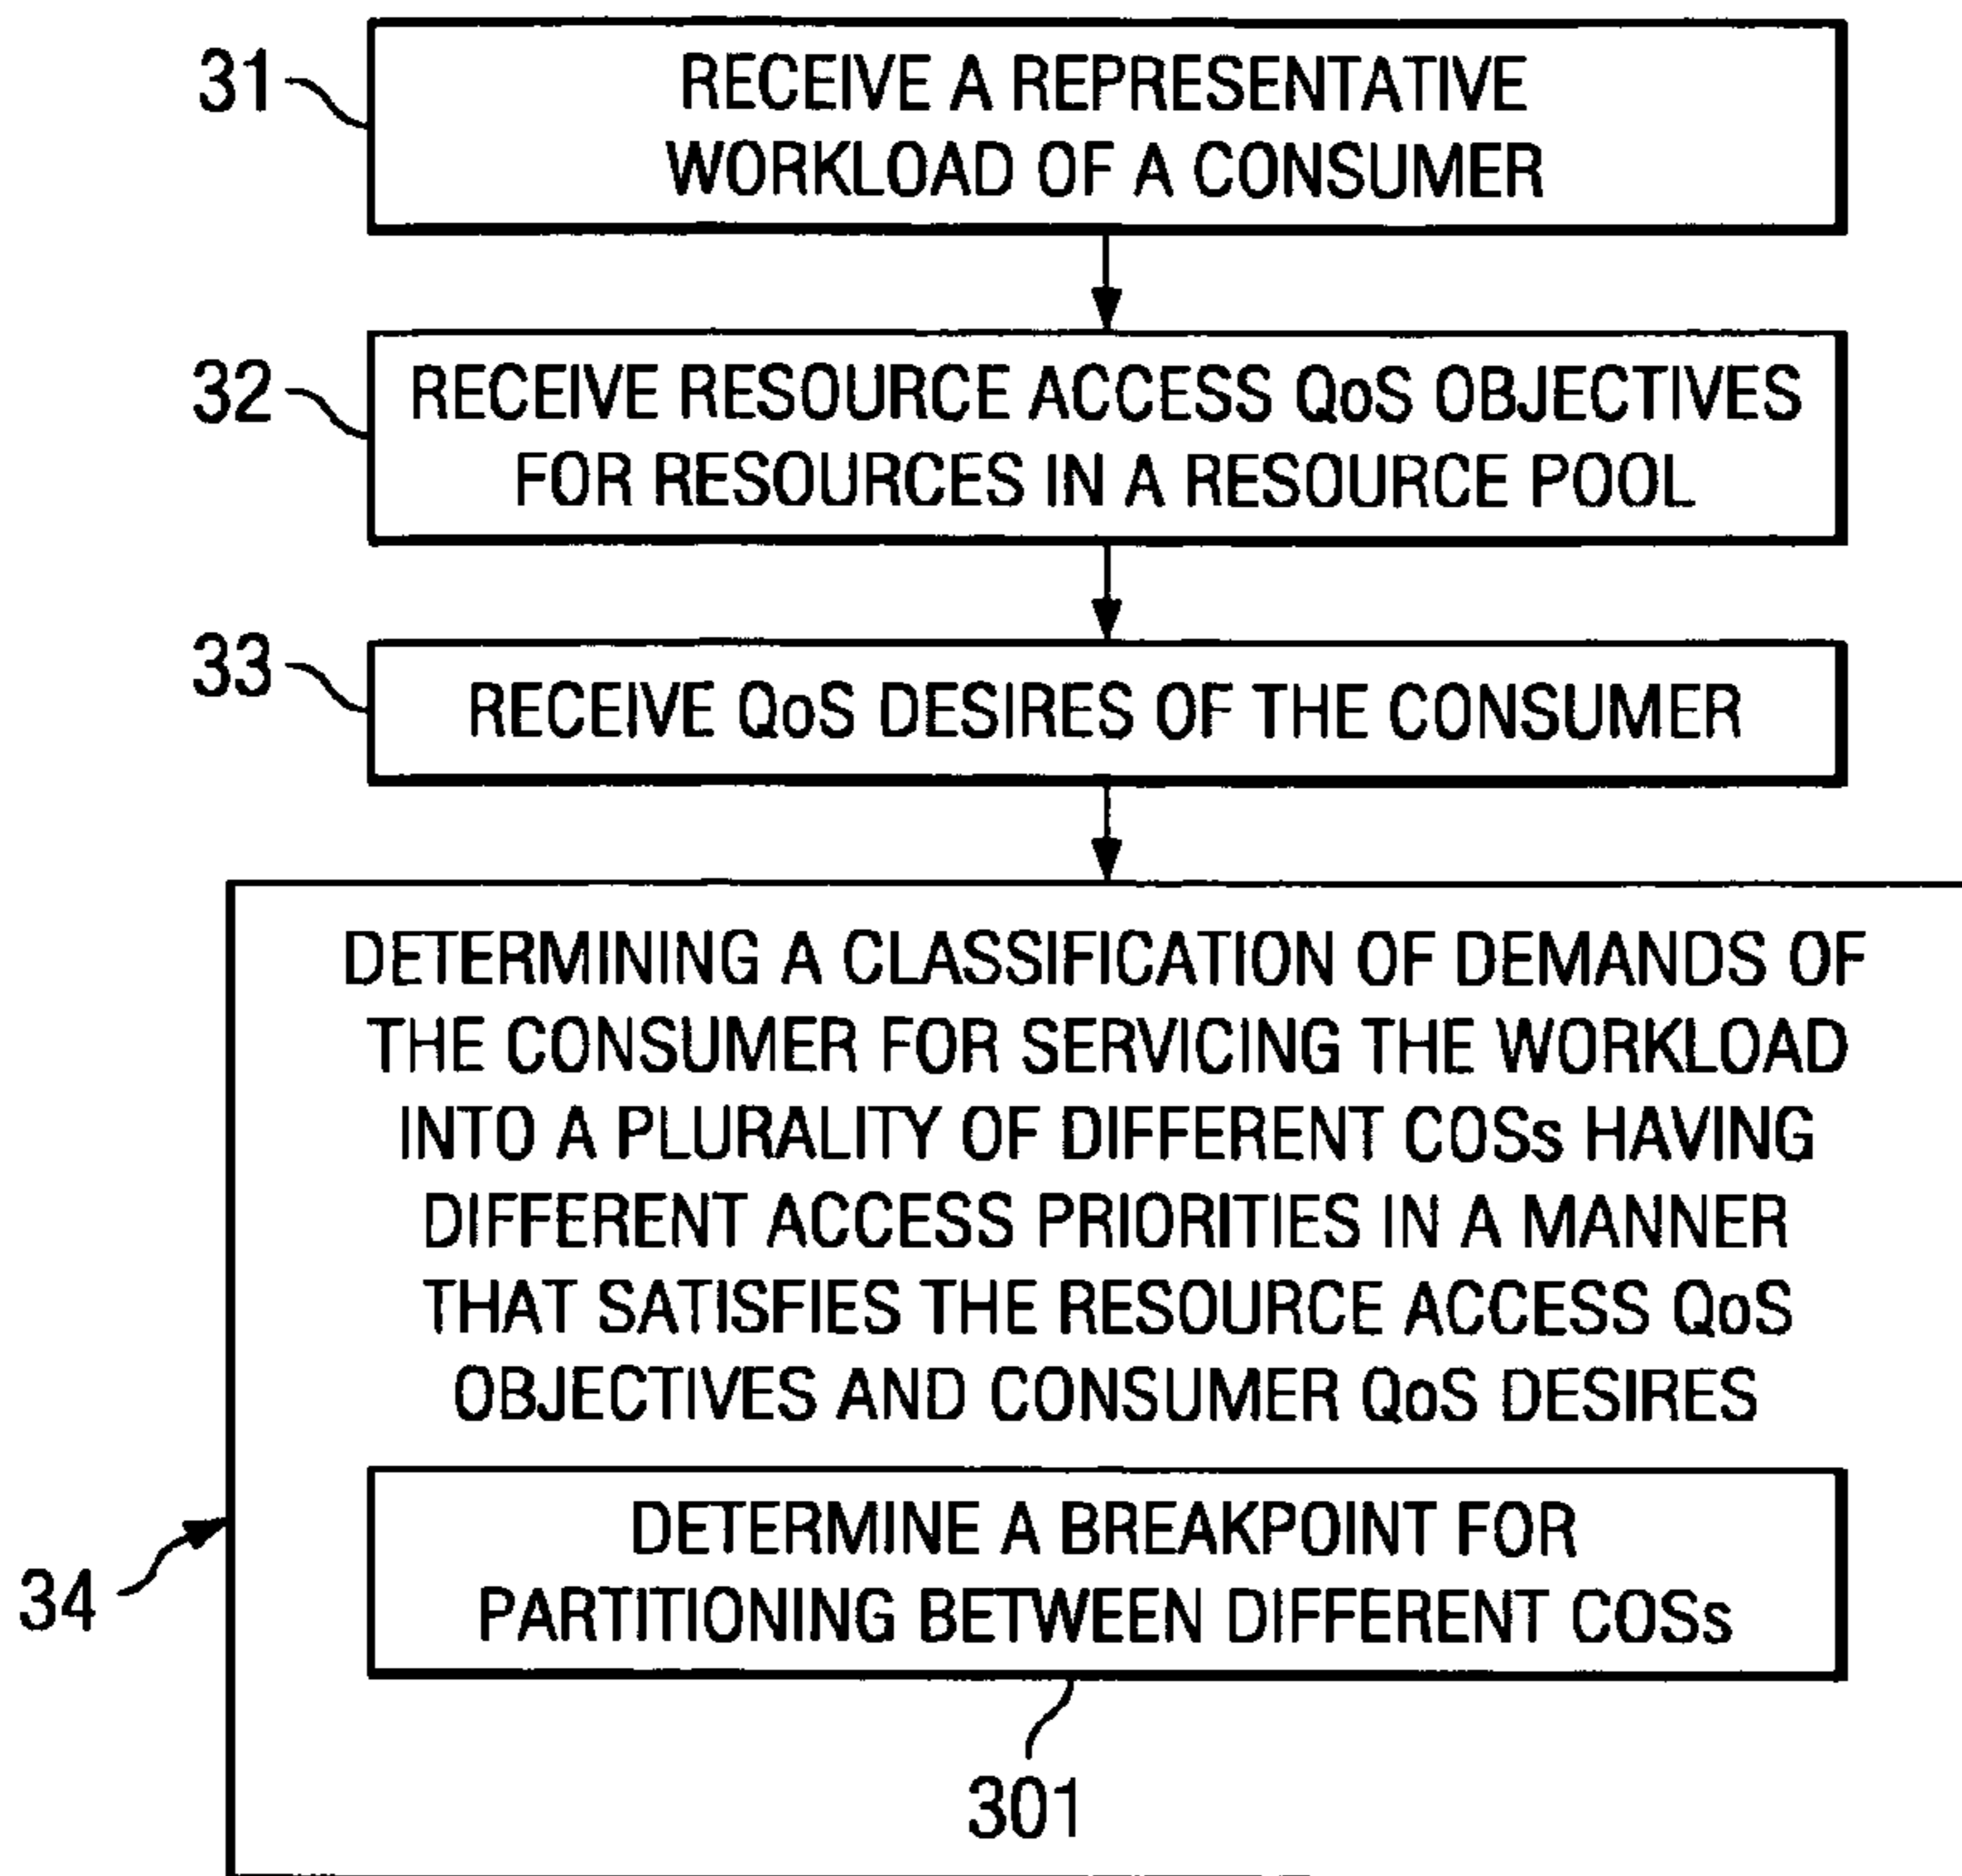 31
RECEIVE A REPRESENTATIVE
WORKLOAD OF A CONSUMER
32
RECEIVE RESOURCE ACCESS QoS OBJECTIVES
FOR RESOURCES IN A RESOURCE POOL
33
RECEIVE QoS DESIRES OF THE CONSUMER
DETERMINING A CLASSIFICATION OF DEMANDS OF
THE CONSUMER FOR SERVICING THE WORKLOAD
INTO A PLURALITY OF DIFFERENT COSs HAVING
DIFFERENT ACCESS PRIORITIES IN A MANNER
THAT SATISFIES THE RESOURCE ACCESS QoS
OBJECTIVES AND CONSUMER QoS DESIRES
34
DETERMINE A BREAKPOINT FOR
PARTITIONING BETWEEN DIFFERENT COSs
301